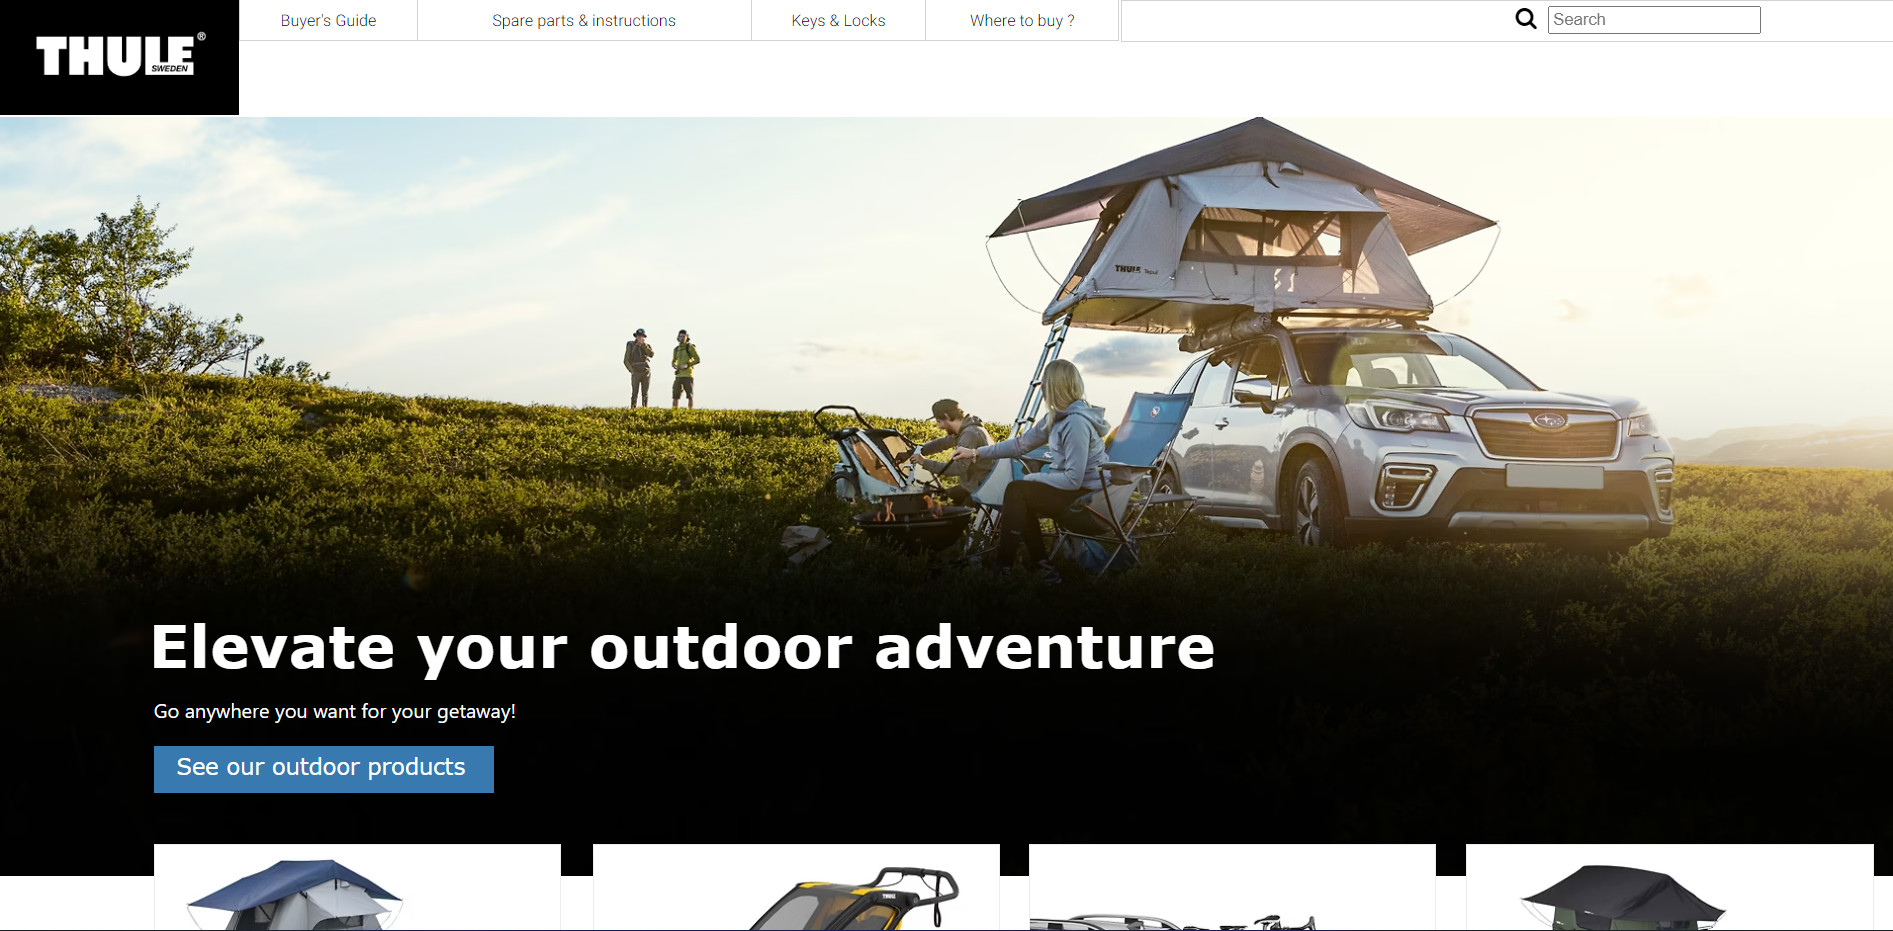 THULE®
SWEDEN
Buyer's Guide
Spare parts & instructions
Keys & Locks
Where to buy ?
Search
THULE Tepui
Elevate your outdoor adventure
Go anywhere you want for your getaway!
See our outdoor products
THULE